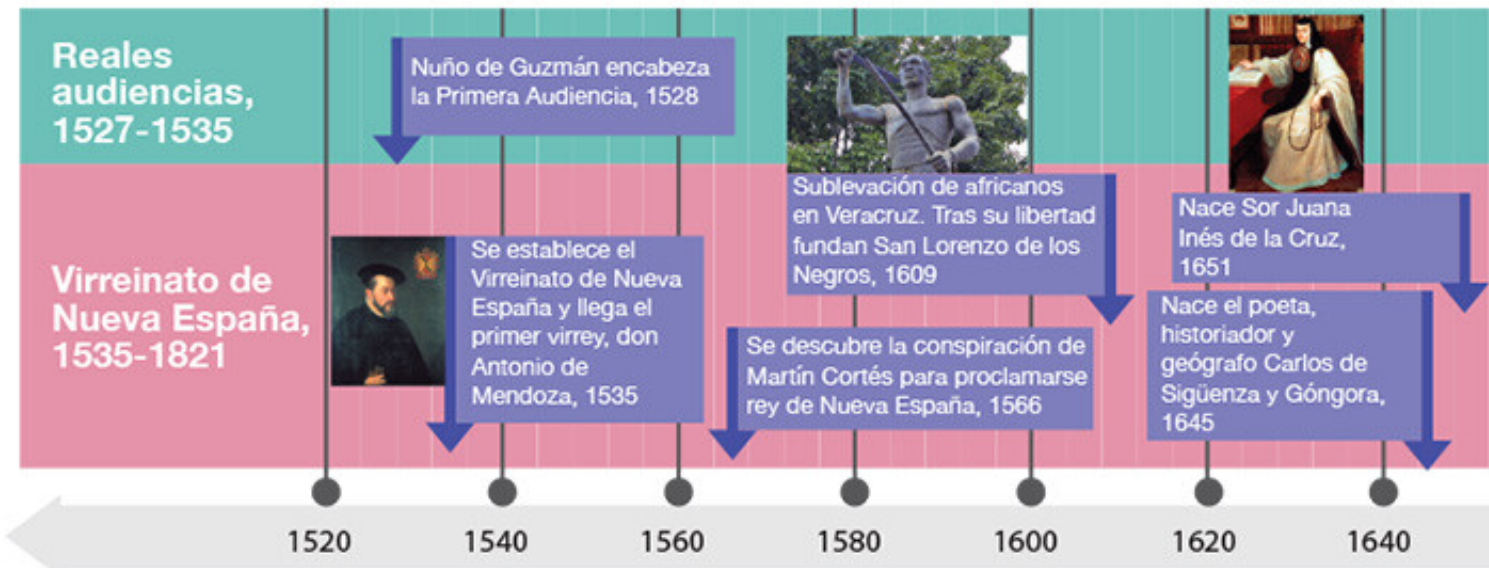 Reales
audiencias,
1527-1535
Nuño de Guzmán encabeza
la Primera Audiencia, 1528
Virreinato de
Nueva España,
1535-1821
Se establece el
Virreinato de Nueva
España y llega el
primer virrey, don
Antonio de
Mendoza, 1535
Se descubre la conspiración de
Martín Cortés para proclamarse
rey de Nueva España, 1566
Sublevación de africanos
en Veracruz. Tras su libertad
fundan San Lorenzo de los
Negros, 1609
Nace Sor Juana
Inés de la Cruz,
1651
Nace el poeta,
historiador y
geógrafo Carlos de
Sigüenza y Góngora,
1645
1520 1540 1560 1580 1600 1620 1640